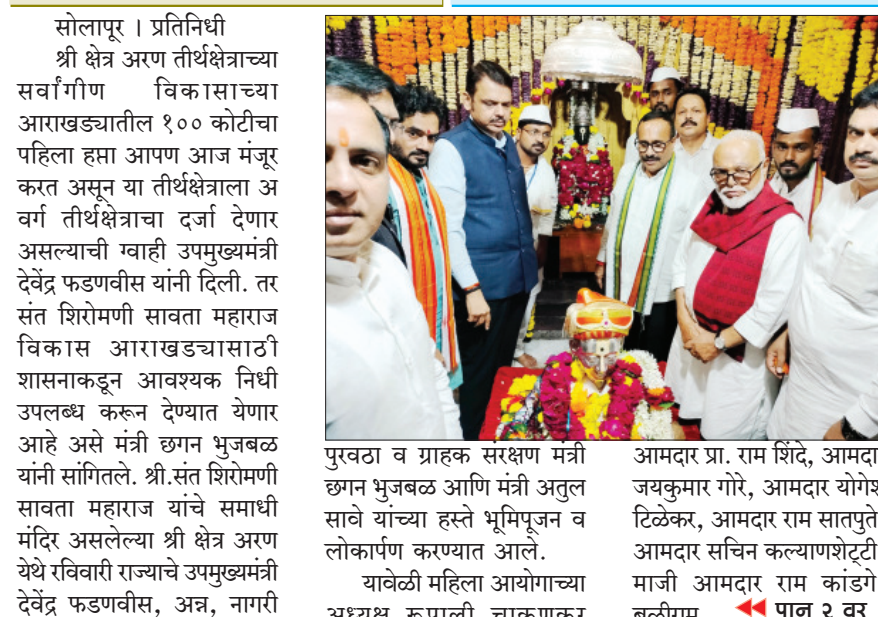 सोलापूर । प्रतिनिधी
श्री क्षेत्र अरण तीर्थक्षेत्राच्या
सर्वांगीण विकासाच्या
आराखड्यातील १०० कोटीचा
पहिला हप्ता आपण आज मंजूर
करत असून या तीर्थक्षेत्राला अ
वर्ग तीर्थक्षेत्राचा दर्जा देणार
असल्याची ग्वाही उपमुख्यमंत्री
देवेंद्र फडणवीस यांनी दिली. तर
संत शिरोमणी सावता महाराज
विकास आराखड्यासाठी
शासनाकडून आवश्यक निधी
उपलब्ध करून देण्यात येणार
आहे असे मंत्री छगन भुजबळ
यांनी सांगितले. श्री.संत शिरोमणी
सावता महाराज यांचे समाधी
मंदिर असलेल्या श्री क्षेत्र अरण
येथे रविवारी राज्याचे उपमुख्यमंत्री
देवेंद्र फडणवीस, अन्न, नागरी
पुरवठा व ग्राहक संरक्षण मंत्री
छगन भुजबळ आणि मंत्री अतुल
सावे यांच्या हस्ते भूमिपूजन व
लोकार्पण करण्यात आले.
यावेळी महिला आयोगाच्या
अध्यक्ष रूपाली चाकणकर
आमदार प्रा. राम शिंदे, आमदा
जयकुमार गोरे, आमदार योगेश
टिळेकर, आमदार राम सातपुते
आमदार सचिन कल्याणशेट्टी
माजी आमदार राम कांडगे
बळीराम पान २ वर